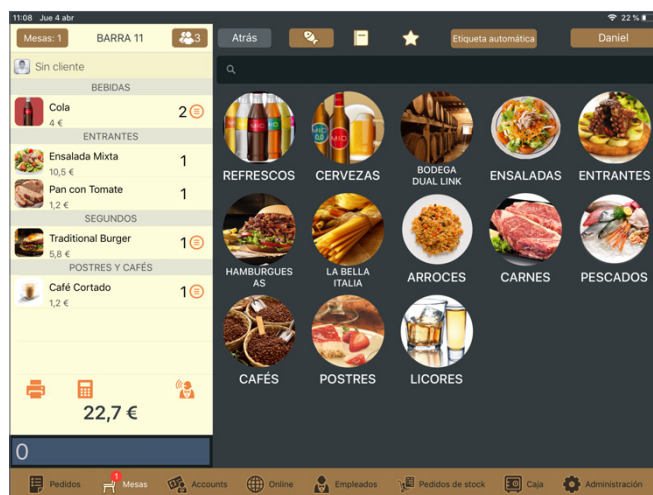 11:08 Jue 4 abr
22 %
Mesas: 1
BARRA 11
3
Atrás
Etiqueta automática
Daniel
Sin cliente
BEBIDAS
Cola
2
4 €
ENTRANTES
Ensalada Mixta
1
10,5 €
Pan con Tomate
1
1,2 €
SEGUNDOS
Traditional Burger
1
5,8 €
POSTRES Y CAFÉS
Café Cortado
1
1,2 €
22,7 €
0
REFRESCOS
CERVEZAS
BODEGA
DUAL LINK
ENSALADAS
ENTRANTES
HAMBURGUES
AS
LA BELLA
ITALIA
ARROCES
CARNES
PESCADOS
CAFÉS
POSTRES
LICORES
Pedidos
1
Mesas
Accounts
Online
Empleados
Pedidos de stock
Caja
Administración